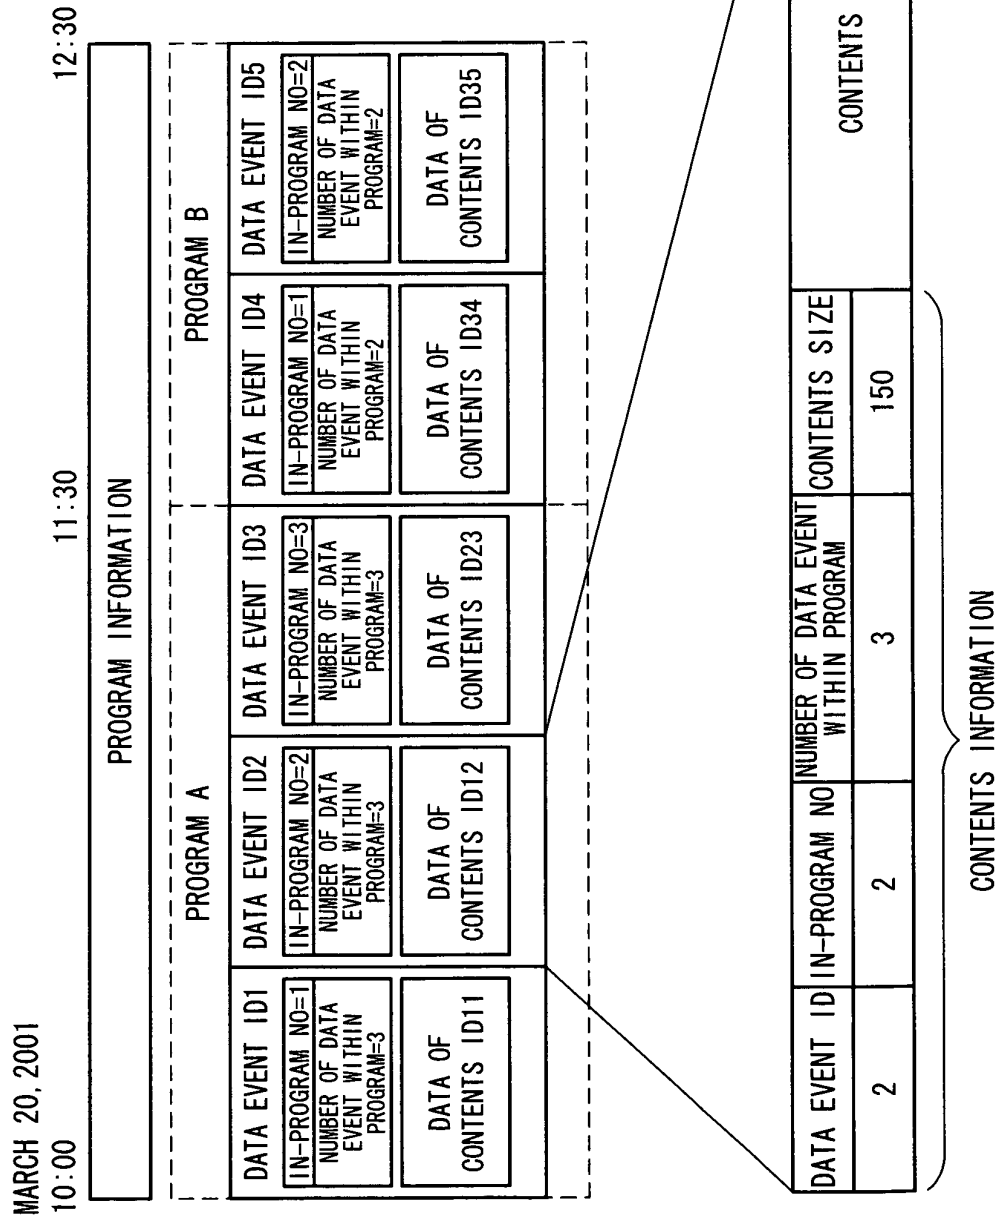 MARCH 20, 2001
10:00
11:30
12:30
PROGRAM INFORMATION
PROGRAM A
PROGRAM B
DATA EVENT ID1
IN-PROGRAM NO=1
NUMBER OF DATA
EVENT WITHIN
PROGRAM=3
DATA OF
CONTENTS ID11
DATA EVENT ID2
IN-PROGRAM NO=2
NUMBER OF DATA
EVENT WITHIN
PROGRAM=3
DATA OF
CONTENTS ID12
DATA EVENT ID3
IN-PROGRAM NO=3
NUMBER OF DATA
EVENT WITHIN
PROGRAM=3
DATA OF
CONTENTS ID23
DATA EVENT ID4
IN-PROGRAM NO=1
NUMBER OF DATA
EVENT WITHIN
PROGRAM=2
DATA OF
CONTENTS ID34
DATA EVENT ID5
IN-PROGRAM NO=2
NUMBER OF DATA
EVENT WITHIN
PROGRAM=2
DATA OF
CONTENTS ID35
DATA EVENT ID
2
IN-PROGRAM NO
2
NUMBER OF DATA EVENT
WITHIN PROGRAM
3
CONTENTS SIZE
150
CONTENTS
CONTENTS INFORMATION